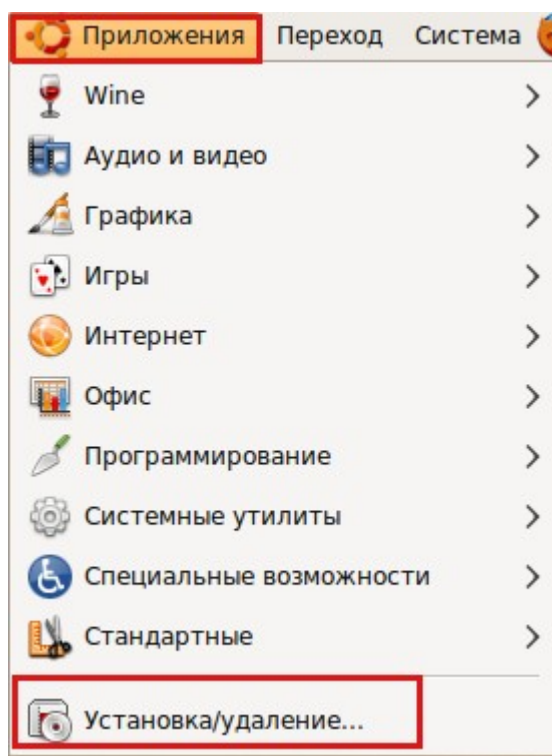 Приложения Переход Система
Wine
Аудио и видео
Графика
Игры
Интернет
Офис
Программирование
Системные утилиты
Специальные возможности
Стандартные
Установка/удаление...